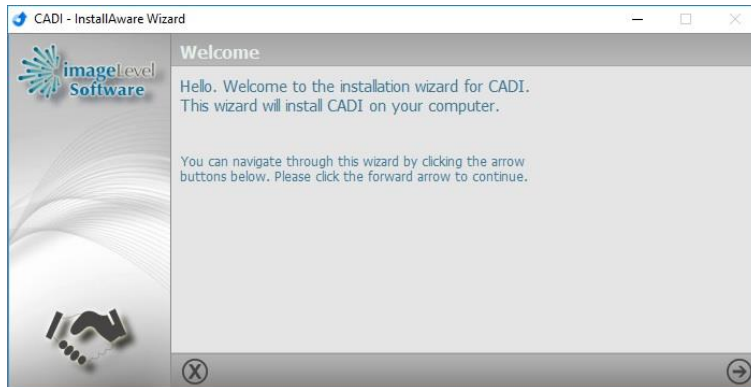 CADI - InstallAware Wizard
imageLevel
Software
Welcome
Hello. Welcome to the installation wizard for CADI.
This wizard will install CADI on your computer.
You can navigate through this wizard by clicking the arrow
buttons below. Please click the forward arrow to continue.
X